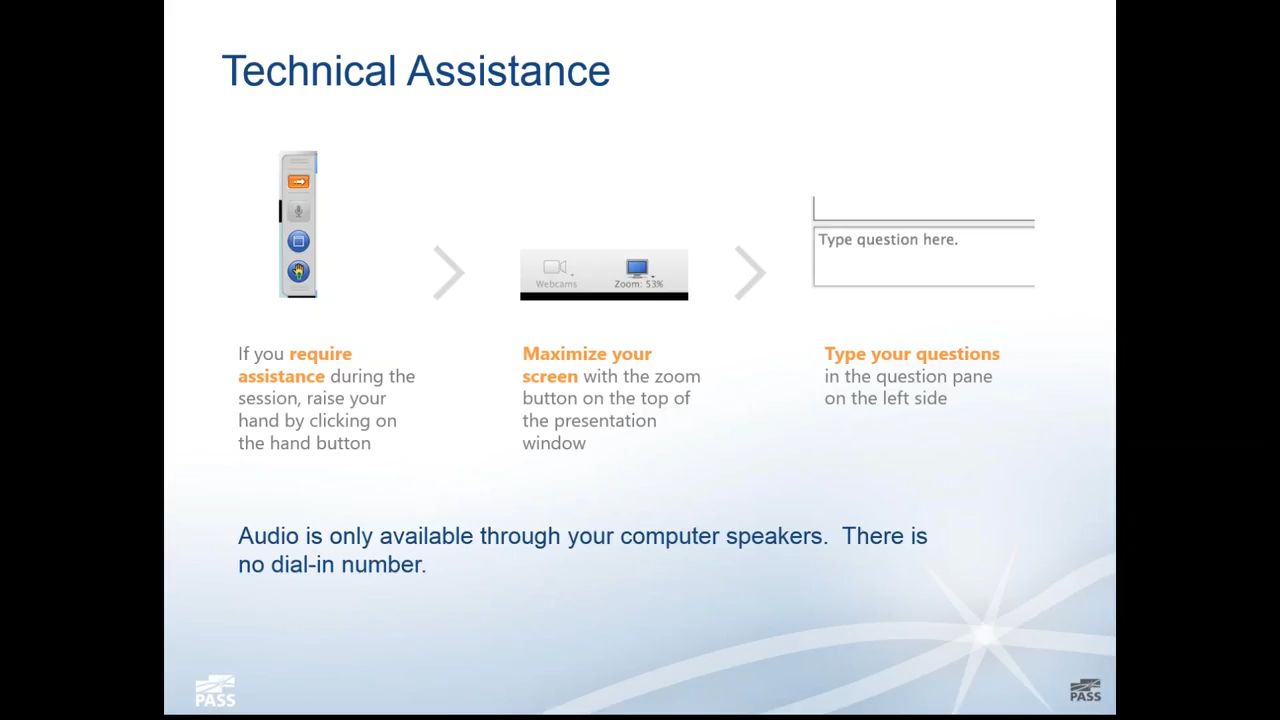 Technical Assistance
Webcams
Zoom: 53%
Type question here.
If you require
assistance during the
session, raise your
hand by clicking on
the hand button
Maximize your
screen with the zoom
button on the top of
the presentation
window
Type your questions
in the question pane
on the left side
Audio is only available through your computer speakers.  There is
no dial-in number.
PASS
PASS